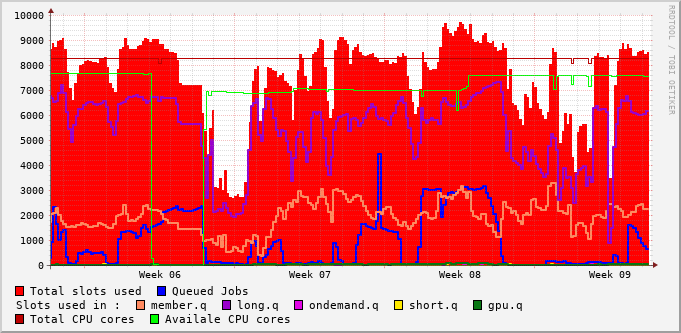 10000
9000
8000
7000
6000
5000
4000
3000
2000
1000
0
Week 06 Week 07 Week 08 Week 09
Total slots used Queued Jobs
Slots used in : member.q long.q ondemand.q short.q gpu.q
Total CPU cores Availale CPU cores
RRDTOOL / TOBI OETIKER